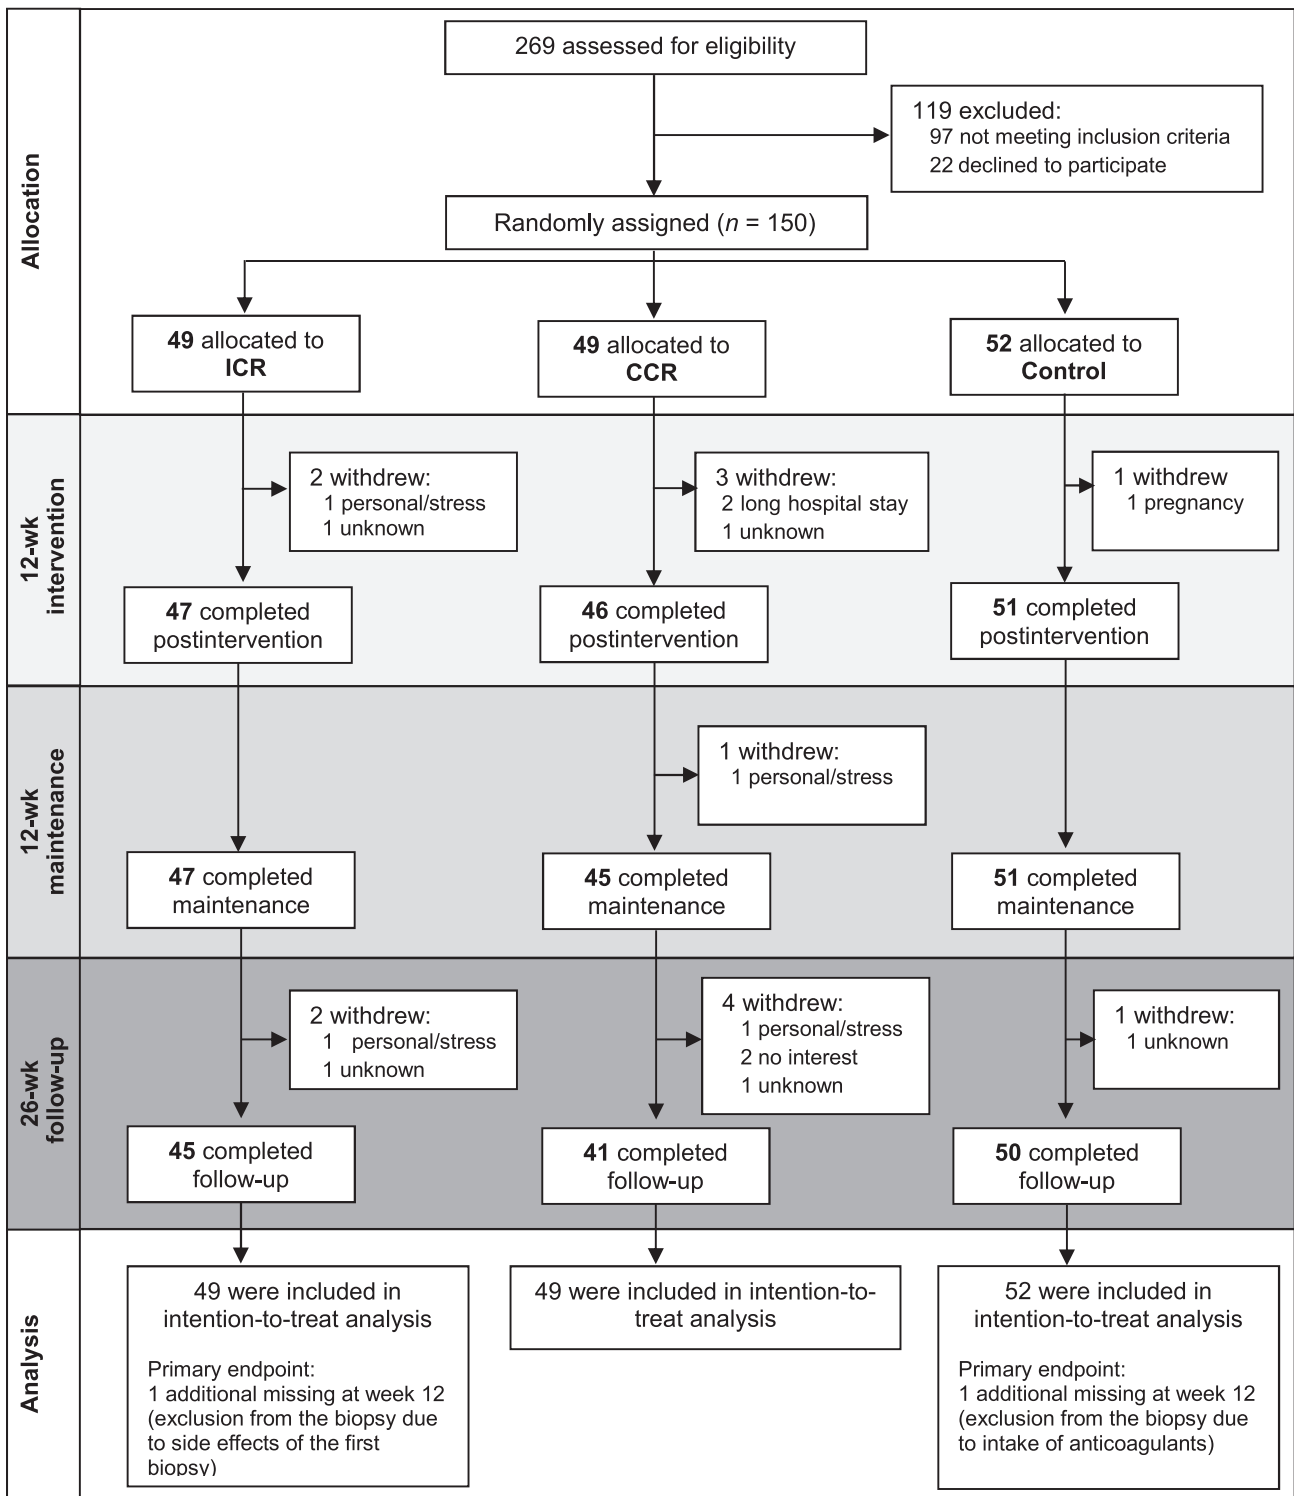 269 assessed for eligibility
119 excluded:
97 not meeting inclusion criteria
22 declined to participate
Randomly assigned (n = 150)
Allocation
49 allocated to
ICR
49 allocated to
CCR
52 allocated to
Control
12-wk
intervention
2 withdrew:
1 personal/stress
1 unknown
3 withdrew:
2 long hospital stay
1 unknown
1 withdrew
1 pregnancy
47 completed
postintervention
46 completed
postintervention
51 completed
postintervention
12-wk
maintenance
1 withdrew:
1 personal/stress
47 completed
maintenance
45 completed
maintenance
51 completed
maintenance
26-wk
follow-up
2 withdrew:
1 personal/stress
1 unknown
4 withdrew:
1 personal/stress
2 no interest
1 unknown
1 withdrew:
1 unknown
45 completed
follow-up
41 completed
follow-up
50 completed
follow-up
Analysis
49 were included in
intention-to-treat analysis
Primary endpoint:
1 additional missing at week 12
(exclusion from the biopsy due
to side effects of the first
biopsy)
49 were included in intention-to-
treat analysis
52 were included in
intention-to-treat analysis
Primary endpoint:
1 additional missing at week 12
(exclusion from the biopsy due
to intake of anticoagulants)